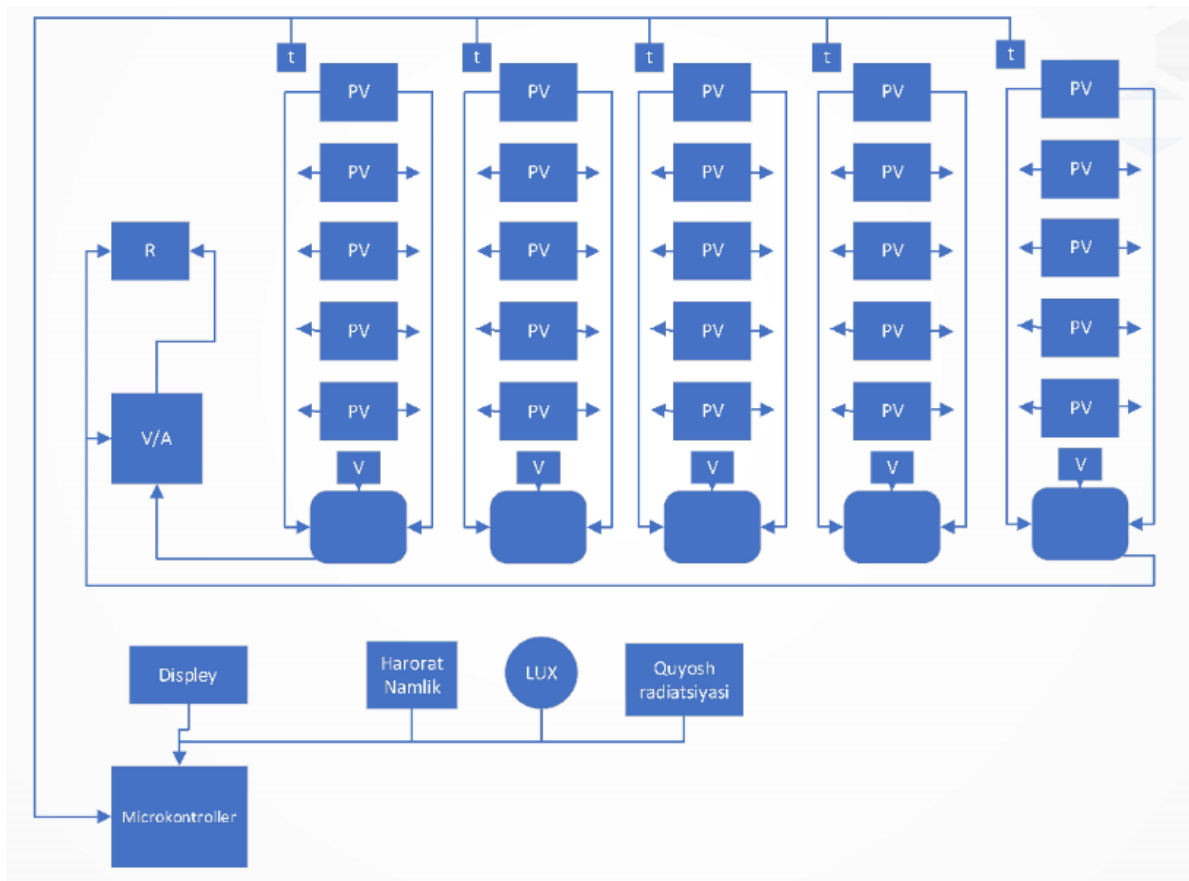 t t t t t
PV PV PV PV PV
PV PV PV PV PV
R PV PV PV PV PV
PV PV PV PV PV
V/A PV PV PV PV PV
V V V V V
Displey
Harorat
Namlik
LUX
Quyosh
radiatsiyasi
Microkontroller